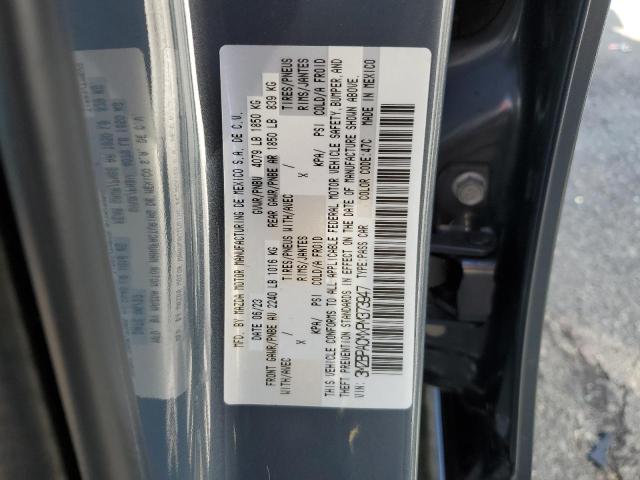 MFD. BY MAZDA MOTOR MANUFACTURING DE MEXICO S.A. DE C.V.
DATE 06/23 GVWR/PNBV 4079 LB 1850 KG
FRONT GAWR/PNBE AV 2240 LB 1016 KG REAR GAWR/PNBE AR 1850 LB 839 KG
TIRES/PNEUS WITH/AVEC / TIRES/PNEUS
WITH/AVEC / X RIMS/JANTES X RIMS/JANTES
KPA/ PSI COLD/A FROID KPA/ PSI COLD/A FROID
THIS VEHICLE CONFORMS TO ALL APPLICABLE FEDERAL MOTOR VEHICLE SAFETY, BUMPER, AND
THEFT PREVENTION STANDARDS IN EFFECT ON THE DATE OF MANUFACTURE SHOWN ABOVE.
VIN: TYPE:PASS CAR COLOR CODE:47C MADE IN MEXICO